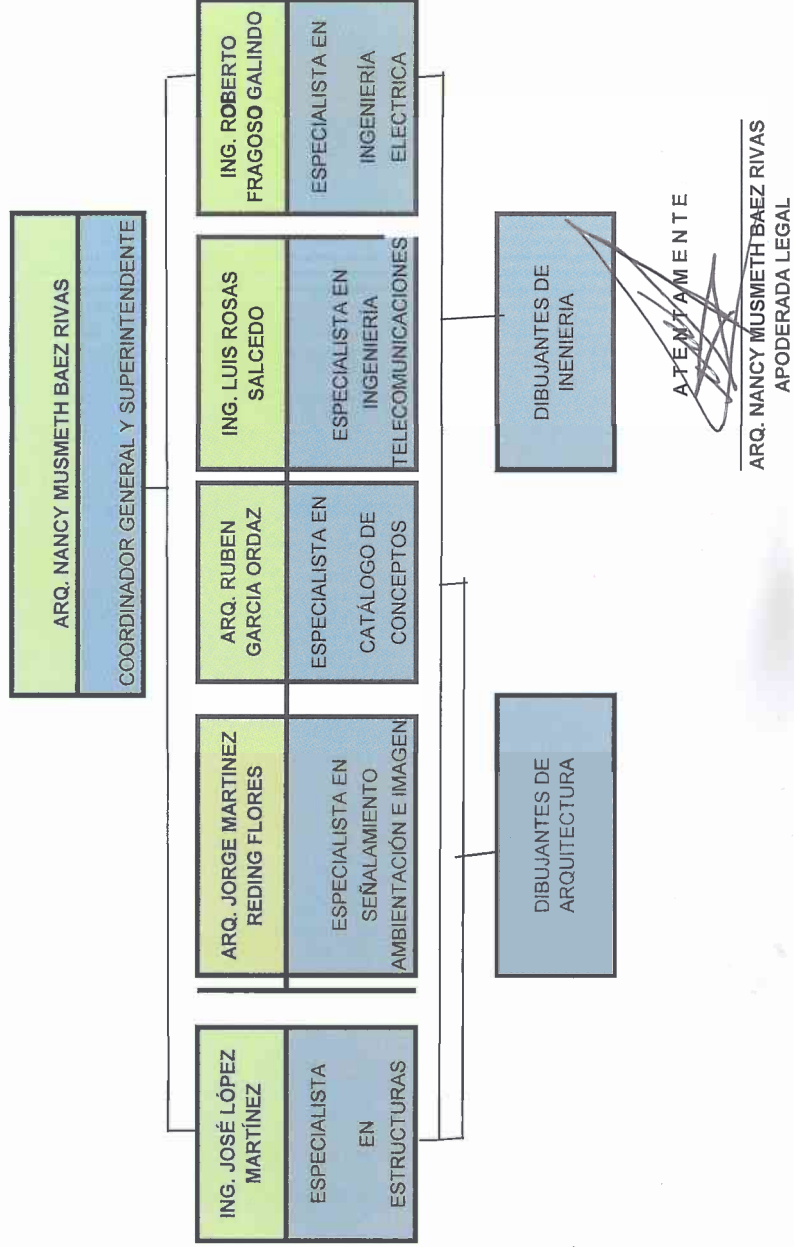 ARQ. NANCY MUSMETH BAEZ RIVAS
COORDINADOR GENERAL Y SUPERINTENDENTE
ING. JOSÉ LÓPEZ
MARTÍNEZ
ESPECIALISTA
EN
ESTRUCTURAS
ARQ. JORGE MARTINEZ
REDING FLORES
ESPECIALISTA EN
SEÑALAMIENTO
AMBIENTACIÓN E IMAGEN
ARQ. RUBEN
GARCIA ORDAZ
ESPECIALISTA EN
CATÁLOGO DE
CONCEPTOS
ING. LUIS ROSAS
SALCEDO
ESPECIALISTA EN
INGENIERÍA
TELECOMUNICACIONES
ING. ROBERTO
FRAGOSO GALINDO
ESPECIALISTA EN
INGENIERÍA
ELECTRICA
DIBUJANTES DE
ARQUITECTURA
DIBUJANTES DE
INENIERIA
A T E N T A M E N T E
ARQ. NANCY MUSMETH BAEZ RIVAS
APODERADA LEGAL